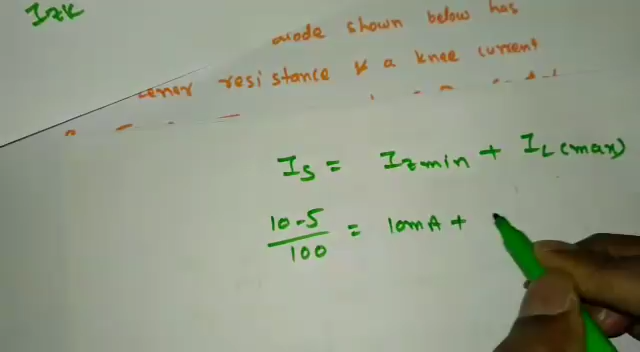 IZK
diode shown below has
zener resistance & a knee current
IS = IZmin + IL(max)
10-5/100 = 10mA +